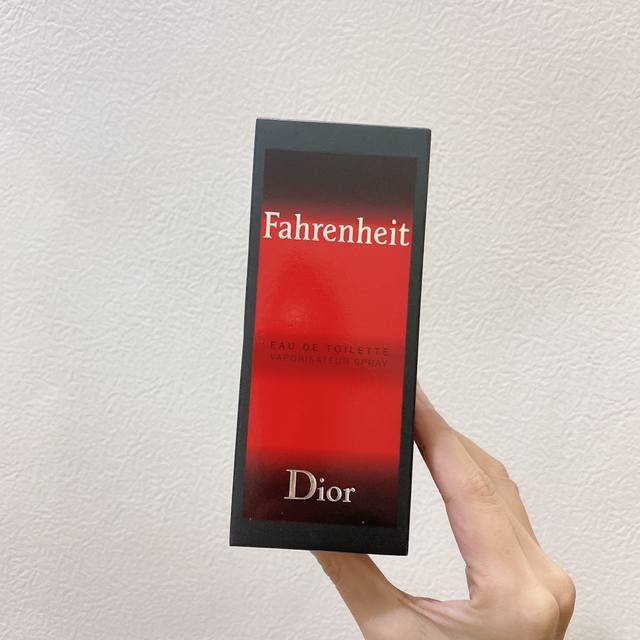 Fahrenheit
EAU DE TOILETTE
VAPORISATEUR SPRAY
Dior